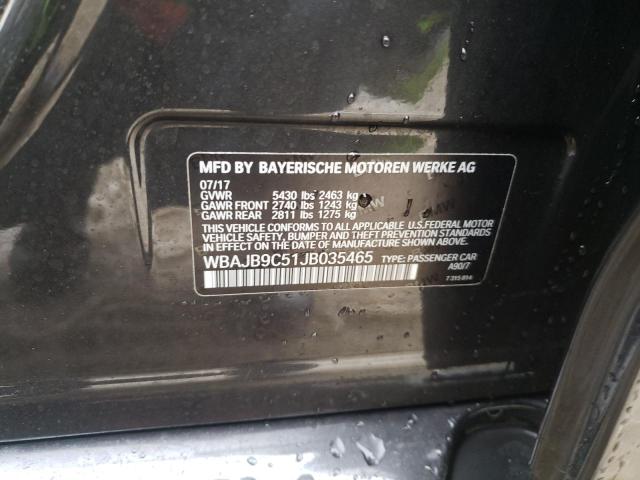 MFD BY BAYERISCHE MOTOREN WERKE AG
07/17
GVWR 5430 lbs 2463 kg
GAWR FRONT 2740 lbs 1243 kg
GAWR REAR 2811 lbs 1275 kg
THIS VEHICLE CONFORMS TO ALL APPLICABLE U.S.FEDERAL MOTOR
VEHICLE SAFETY, BUMPER AND THEFT PREVENTION STANDARDS
IN EFFECT ON THE DATE OF MANUFACTURE SHOWN ABOVE.
WBAJB9C51JB035465 TYPE: PASSENGER CAR
A90/7